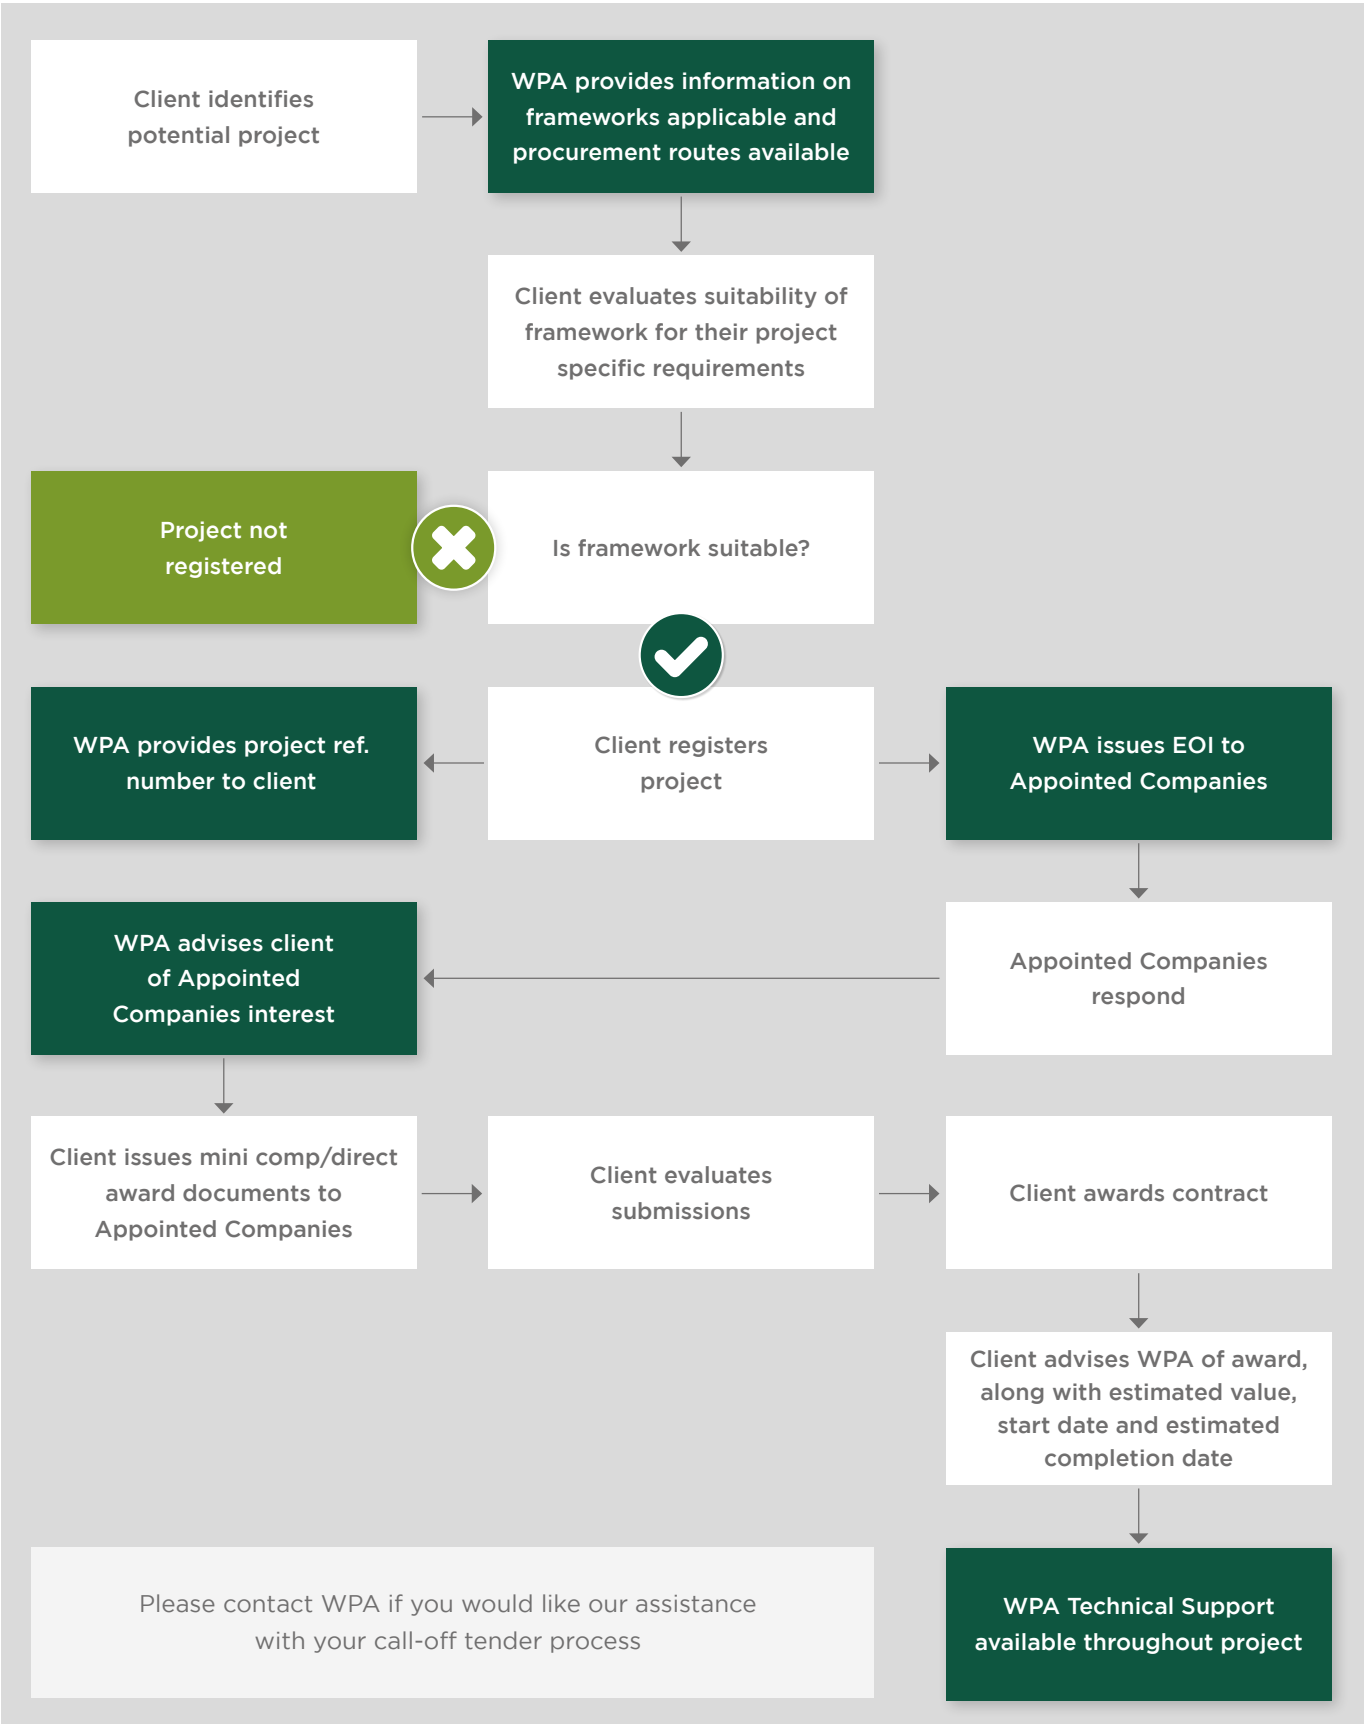 Client identifies
potential project
WPA provides information on
frameworks applicable and
procurement routes available
Client evaluates suitability of
framework for their project
specific requirements
Project not
registered
Is framework suitable?
WPA provides project ref.
number to client
Client registers
project
WPA issues EOI to
Appointed Companies
WPA advises client
of Appointed
Companies interest
Appointed Companies
respond
Client issues mini comp/direct
award documents to
Appointed Companies
Client evaluates
submissions
Client awards contract
Client advises WPA of award,
along with estimated value,
start date and estimated
completion date
Please contact WPA if you would like our assistance
with your call-off tender process
WPA Technical Support
available throughout project